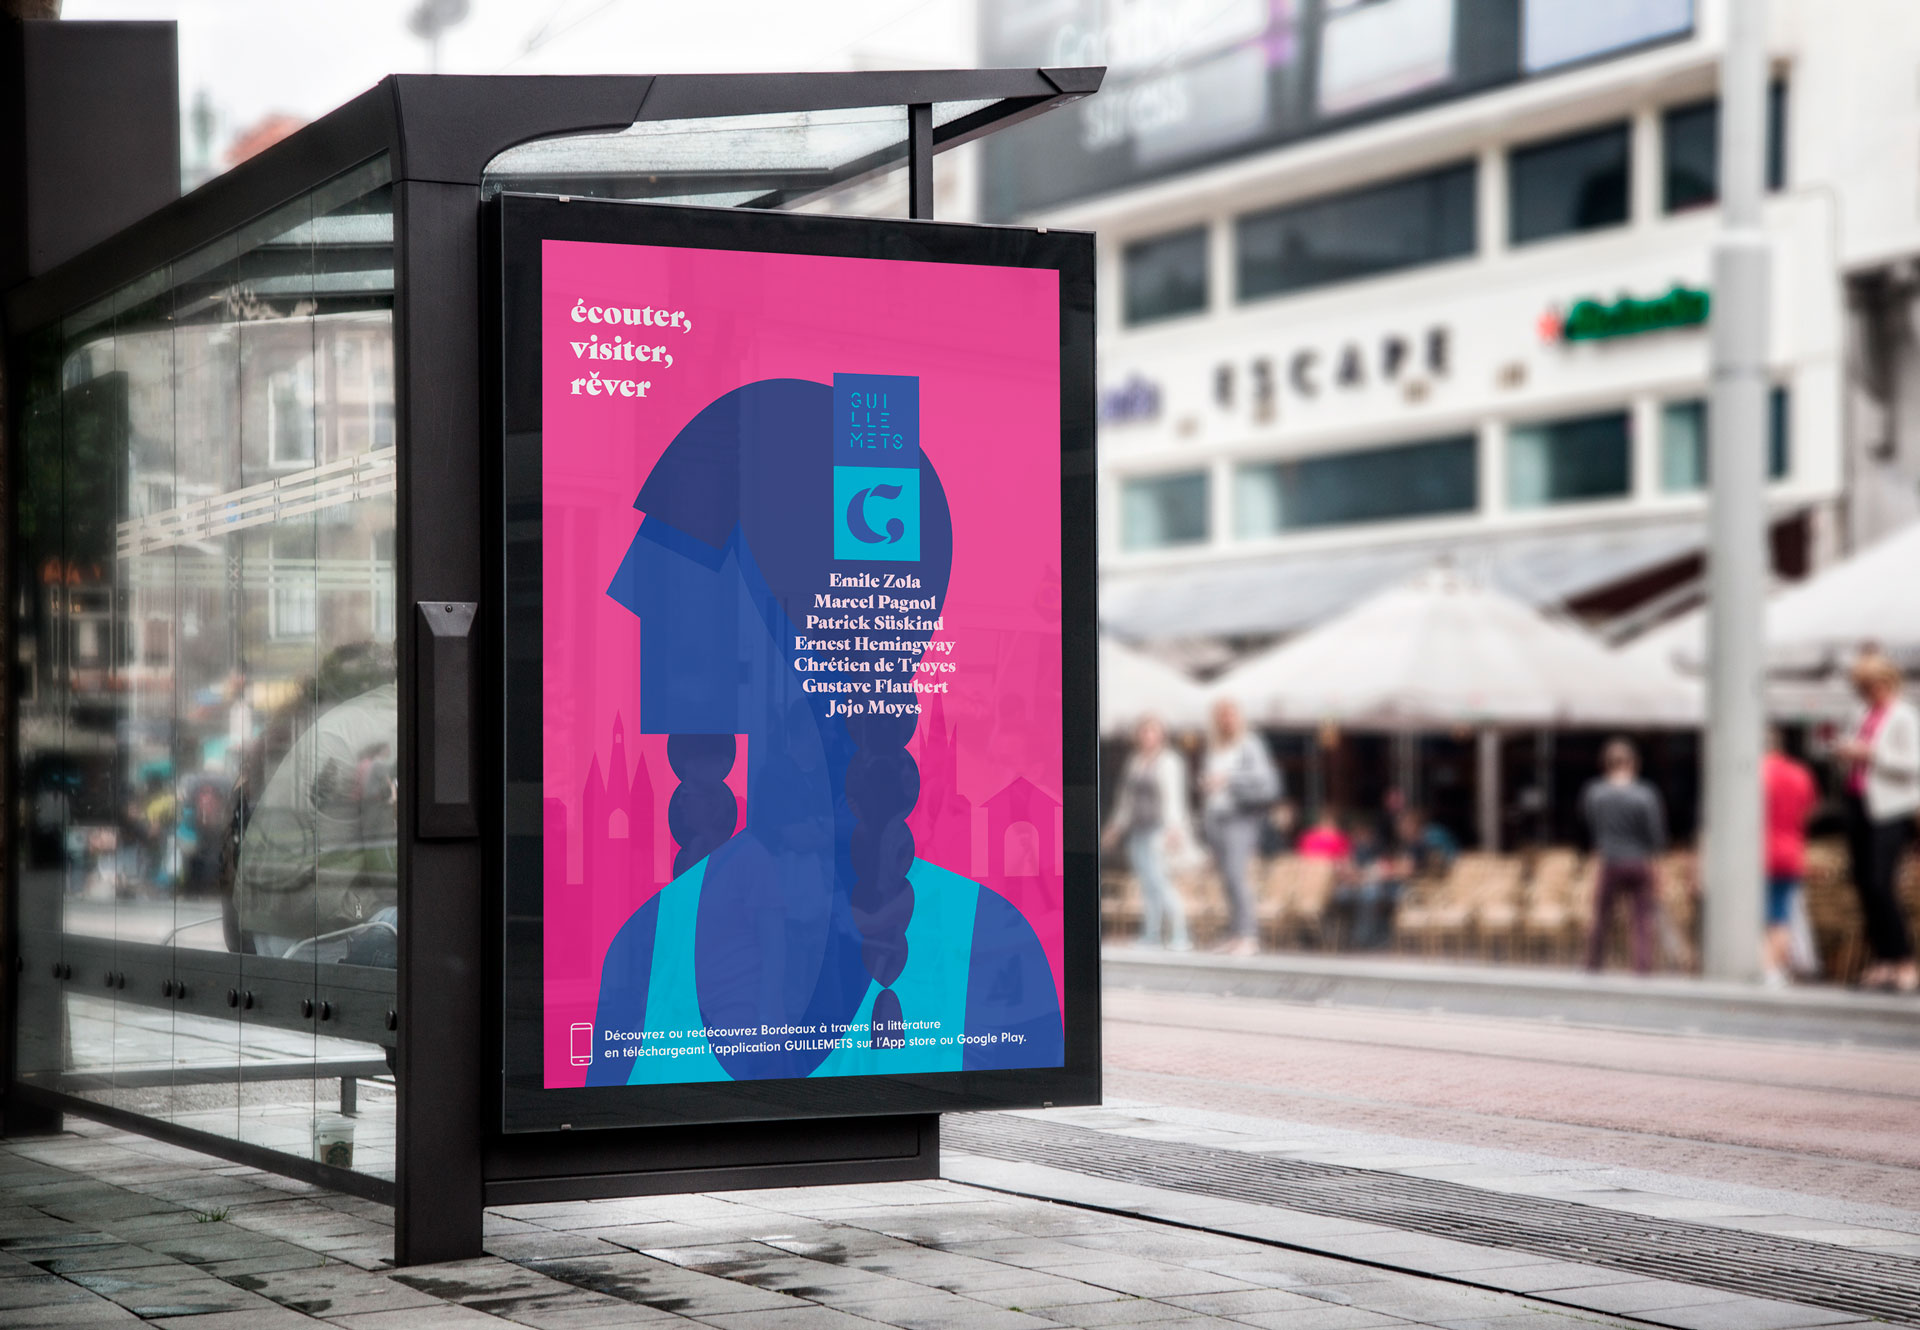 écouter,
visiter,
rêver
GUI
LLE
METS
Emile Zola
Marcel Pagnol
Patrick Süskind
Ernest Hemingway
Chrétien de Troyes
Gustave Flaubert
Jojo Moyes
Découvrez ou redécouvrez Bordeaux à travers la littérature
en téléchargeant l'application GUILLEMETS sur l'App store ou Google Play.
ESCAPE